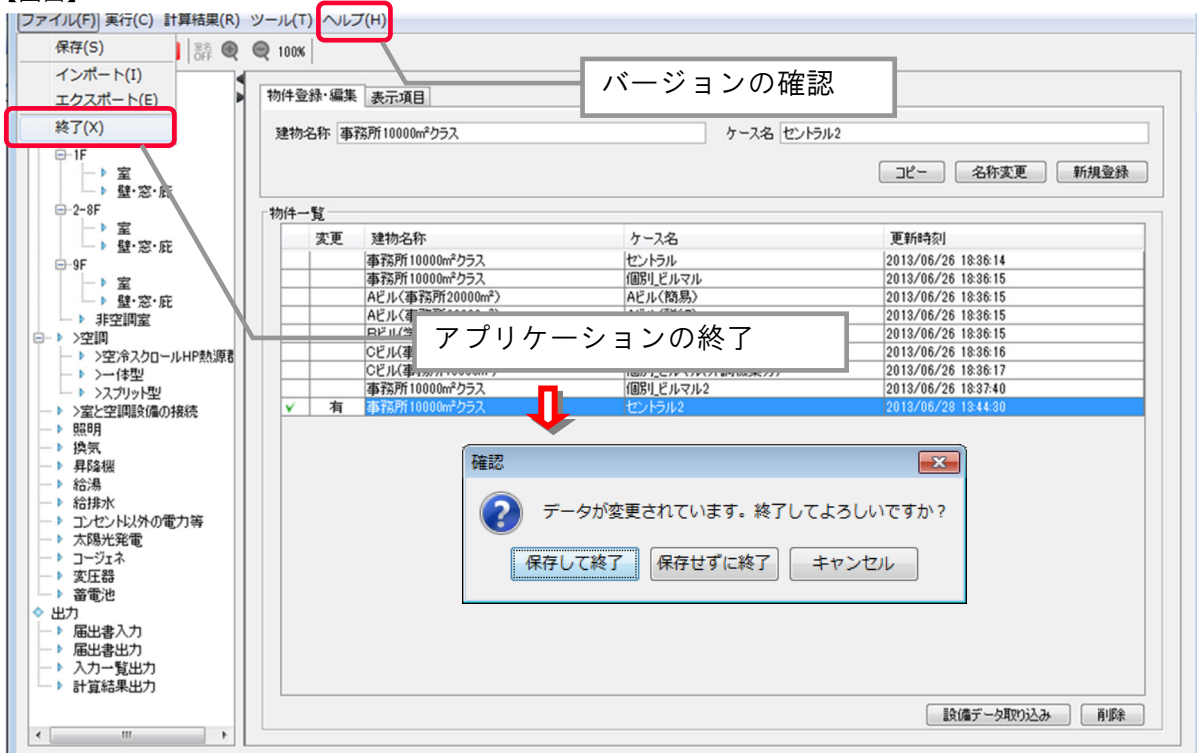 ファイル(F) 実行(C) 計算結果(R) ツール(T) ヘルプ(H)
保存(S)
インポート(I)
エクスポート(E)
終了(X)
室名 OFF 100%
バージョンの確認
物件登録・編集 表示項目
建物名称 事務所10000m²クラス ケース名 セントラル2
コピー 名称変更 新規登録
1F
室
壁・窓・庇
2-8F
室
壁・窓・庇
9F
室
壁・窓・庇
非空調室
>空調
>空冷スクロールHP熱源
>一体型
>スプリット型
>室と空調設備の接続
照明
換気
昇降機
給湯
給排水
コンセント以外の電力等
太陽光発電
コージェネ
変圧器
蓄電池
出力
届出書入力
届出書出力
入力一覧出力
計算結果出力
物件一覧
変更 建物名称 ケース名 更新時刻
事務所10000m²クラス セントラル 2013/06/26 18:36:14
事務所10000m²クラス 個別_ビルマル 2013/06/26 18:36:15
Aビル(事務所20000m²) Aビル(簡易) 2013/06/26 18:36:15
2013/06/26 18:36:15
2013/06/26 18:36:15
Cビル(事 2013/06/26 18:36:16
Cビル(事 2013/06/26 18:36:17
事務所10000m²クラス 個別_ビルマル2 2013/06/26 18:37:40
有 事務所10000m²クラス セントラル2 2013/06/28 13:44:30
アプリケーションの終了
確認
データが変更されています。終了してよろしいですか?
保存して終了 保存せずに終了 キャンセル
設備データ取り込み 削除